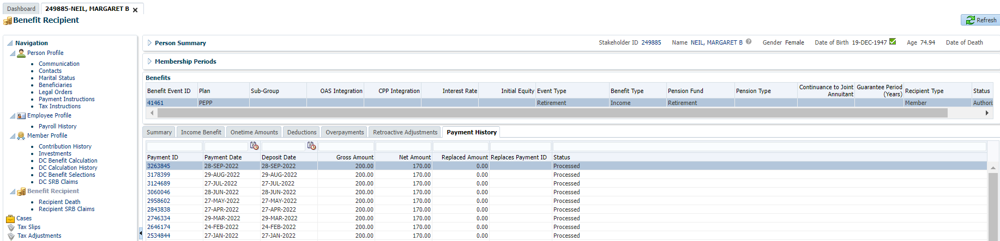 Dashboard 249885-NEIL, MARGARET B
Benefit Recipient
Refresh
Navigation
Person Profile
Communication
Contacts
Marital Status
Beneficiaries
Legal Orders
Payment Instructions
Tax Instructions
Employee Profile
Payroll History
Member Profile
Contribution History
Investments
DC Benefit Calculation
DC Calculation History
DC Benefit Selections
DC SRB Claims
Benefit Recipient
Recipient Death
Recipient SRB Claims
Cases
Tax Slips
Tax Adjustments
Person Summary Stakeholder ID 249885 Name NEIL, MARGARET B Gender Female Date of Birth 19-DEC-1947 Age 74.94 Date of Death
Membership Periods
Benefits
Benefit Event ID Plan Sub-Group OAS Integration CPP Integration Interest Rate Initial Equity Event Type Benefit Type Pension Fund Pension Type Continuance to Joint Annuitant Guarantee Period (Years) Recipient Type Status
41461 PEPP Retirement Income Retirement Member Authori
Summary Income Benefit Onetime Amounts Deductions Overpayments Retroactive Adjustments Payment History
Payment ID Payment Date Deposit Date Gross Amount Net Amount Replaced Amount Replaces Payment ID Status
3263845 28-SEP-2022 28-SEP-2022 200.00 170.00 0.00 Processed
3178399 29-AUG-2022 29-AUG-2022 200.00 170.00 0.00 Processed
3124689 27-JUL-2022 27-JUL-2022 200.00 170.00 0.00 Processed
3060046 28-JUN-2022 28-JUN-2022 200.00 170.00 0.00 Processed
2958602 27-MAY-2022 27-MAY-2022 200.00 170.00 0.00 Processed
2843838 27-APR-2022 27-APR-2022 200.00 170.00 0.00 Processed
2746334 29-MAR-2022 29-MAR-2022 200.00 170.00 0.00 Processed
2646174 24-FEB-2022 24-FEB-2022 200.00 170.00 0.00 Processed
2534844 27-JAN-2022 27-JAN-2022 200.00 170.00 0.00 Processed